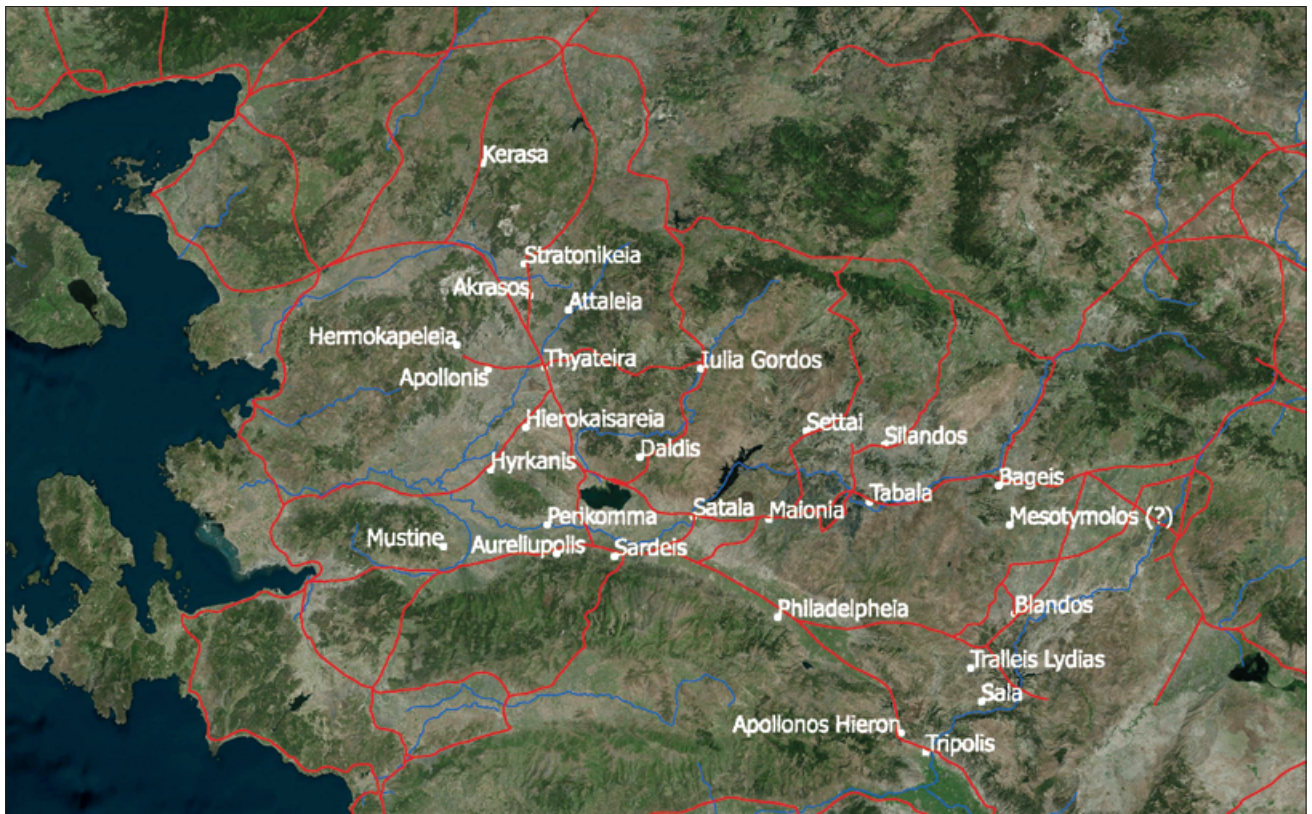 Kerasa
Stratonikeia
Akrasos
Attaleia
Hermokapeleia
Thyateira
Iulia Gordos
Apollonis
Hierokaisareia
Settai
Silandos
Daldis
Hyrkanis
Bageis
Tabala
Satala
Maionia
Perikomma
Mesotymolos (?)
Mustine
Aureliupolis
Sardeis
Philadelpheia
Blandos
Tralleis Lydias
Sala
Apollonos Hieron
Tripolis